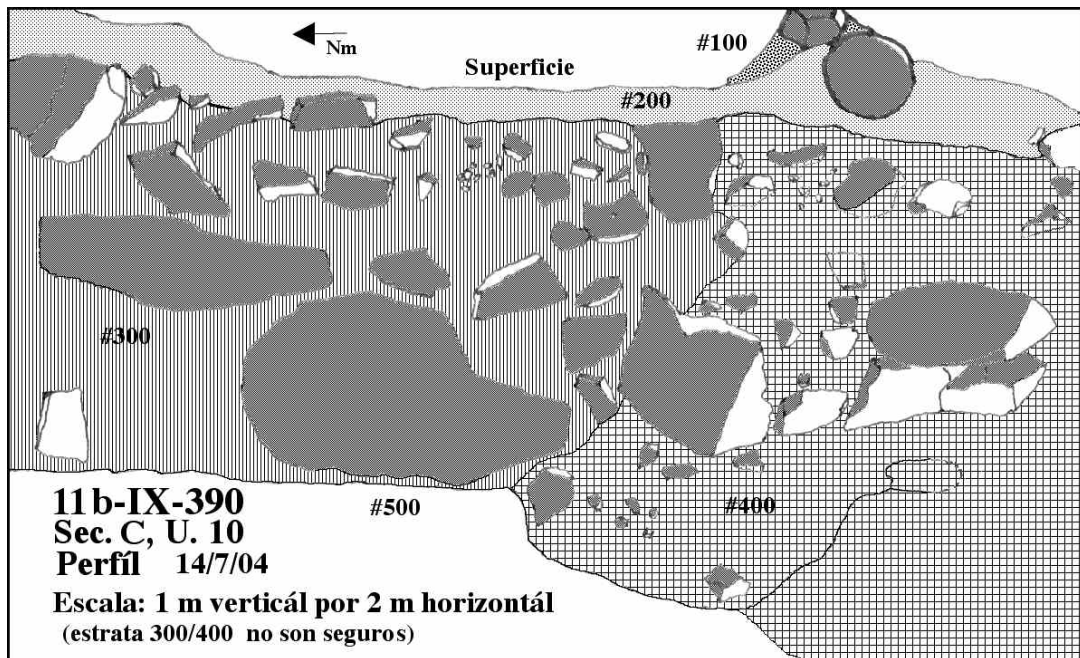 Nm
#100
Superficie
#200
#300
#400
#500
11b-IX-390
Sec. C, U. 10
Perfíl 14/7/04
Escala: 1 m verticál por 2 m horizontál
(estrata 300/400 no son seguros)